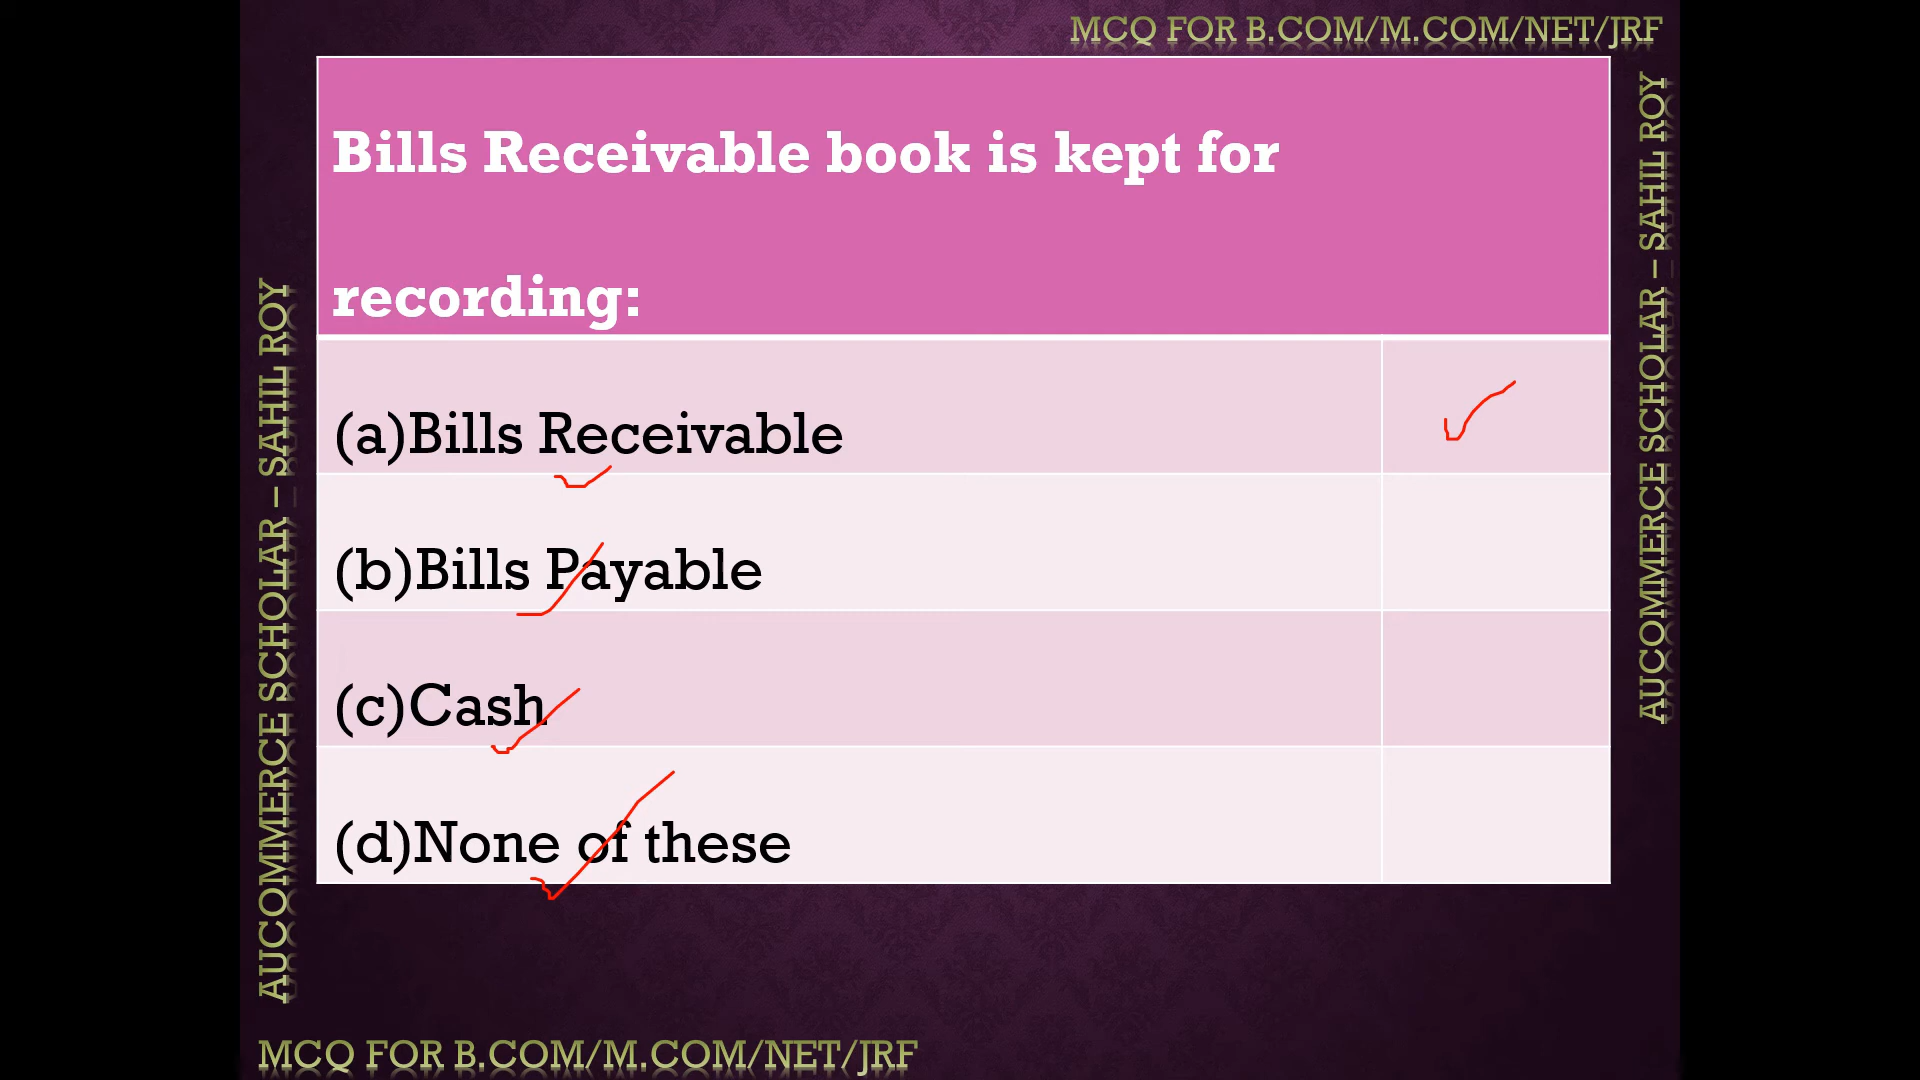 MCQ FOR B.COM/M.COM/NET/JRF
Bills Receivable book is kept for
recording:
(a)Bills Receivable
(b)Bills Payable
(c)Cash
(d)None of these
AUCOMMERCE SCHOLAR – SAHIL ROY
AUCOMMERCE SCHOLAR – SAHIL ROY
MCQ FOR B.COM/M.COM/NET/JRF